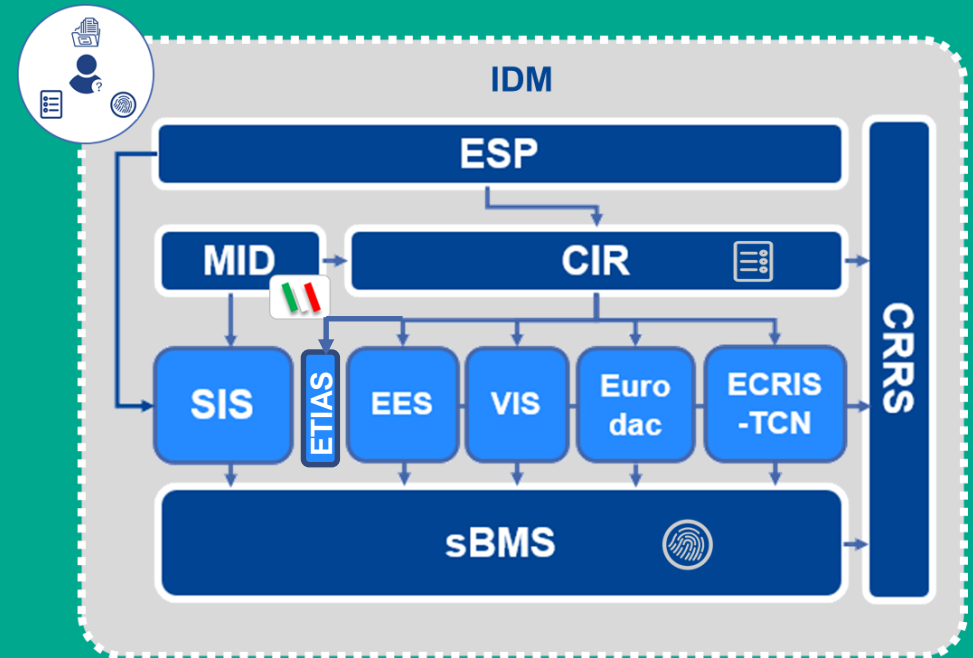 ?
IDM
ESP
MID
CIR
CRRS
SIS
ETIAS
EES
VIS
Euro
dac
ECRIS
-TCN
sBMS